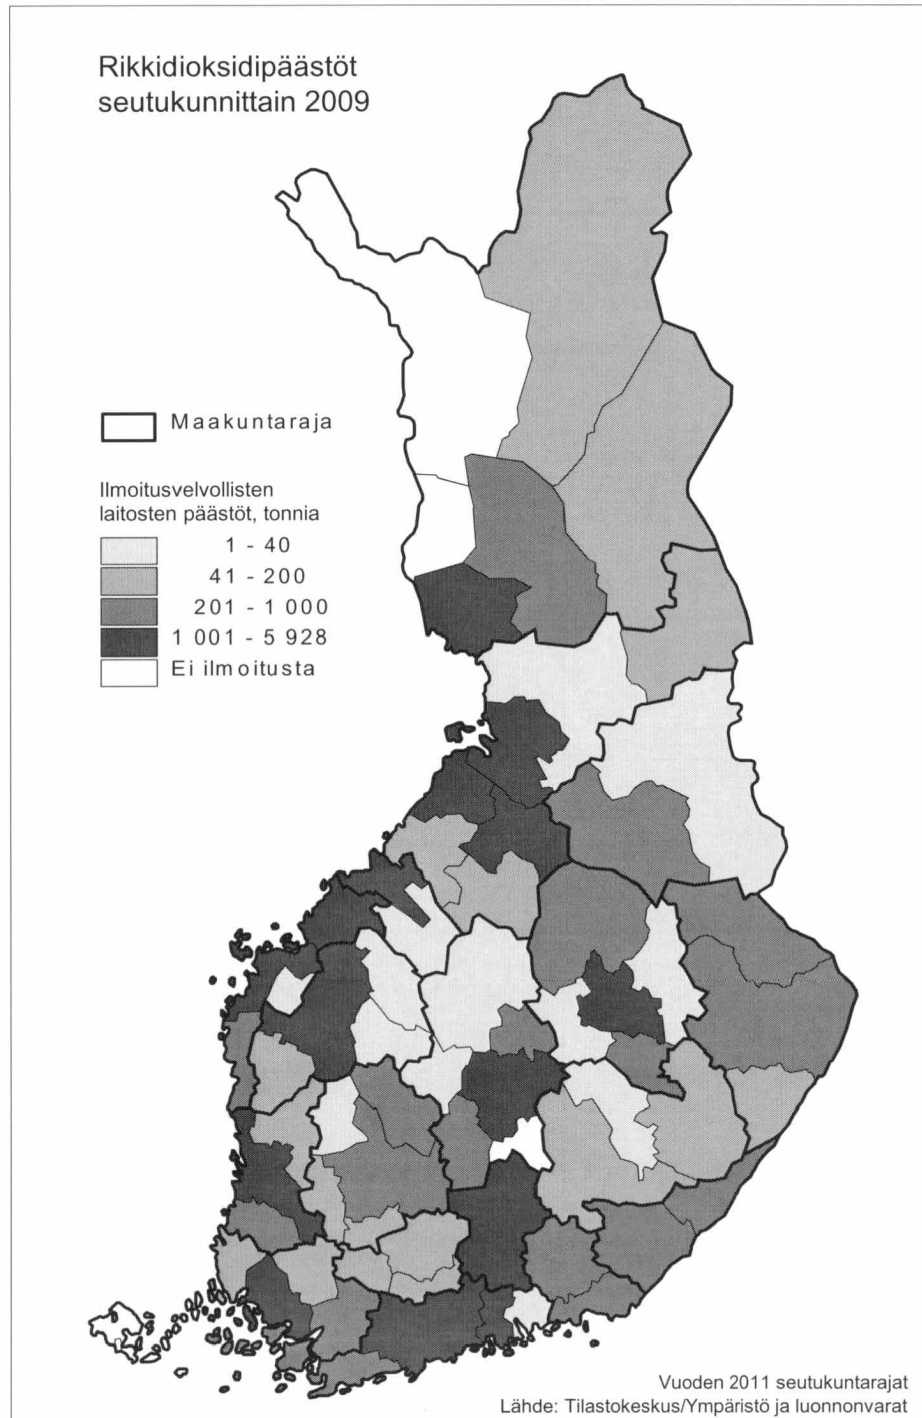 Rikkidioksidipäästöt
seutukunnittain 2009
Maakuntaraja
Ilmoitusvelvollisten
laitosten päästöt, tonnia
1 - 40
41 - 200
201 - 1 000
1 001 - 5 928
Ei ilmoitusta
Vuoden 2011 seutukuntarajat
Lähde: Tilastokeskus/Ympäristö ja luonnonvarat